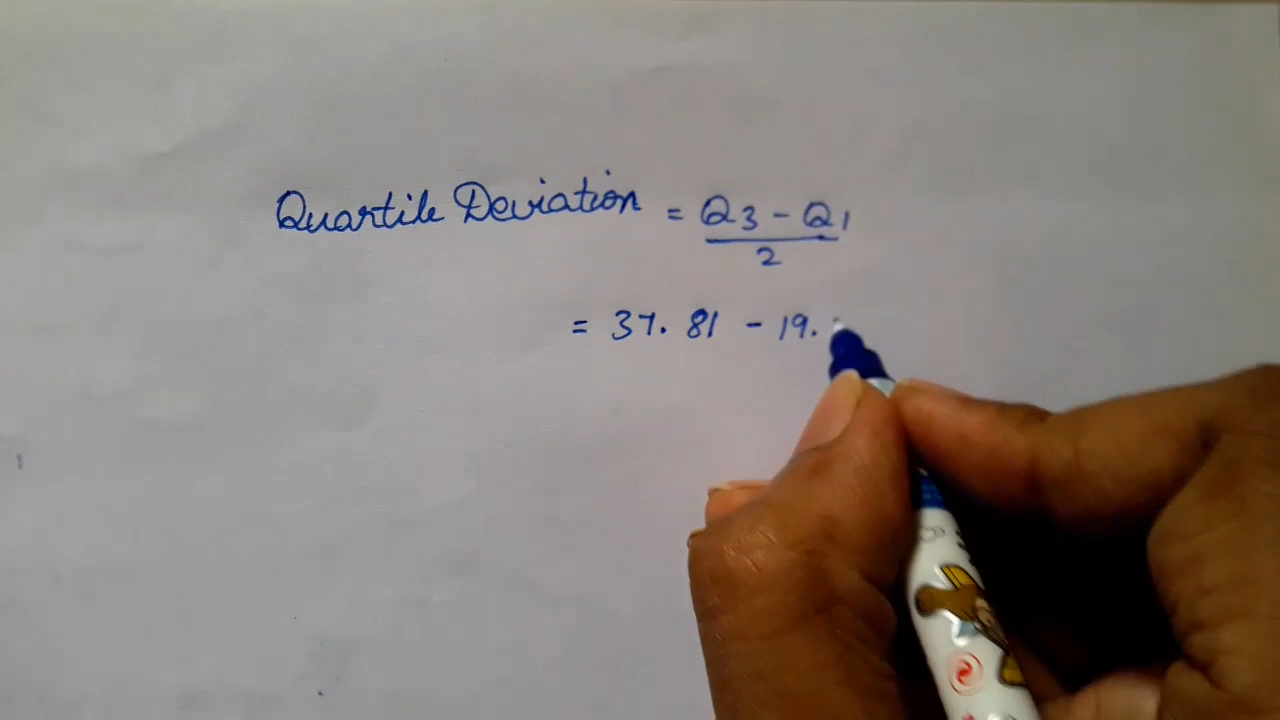 Quartile Deviation = Q3 - Q1
2
= 37.81 - 19.